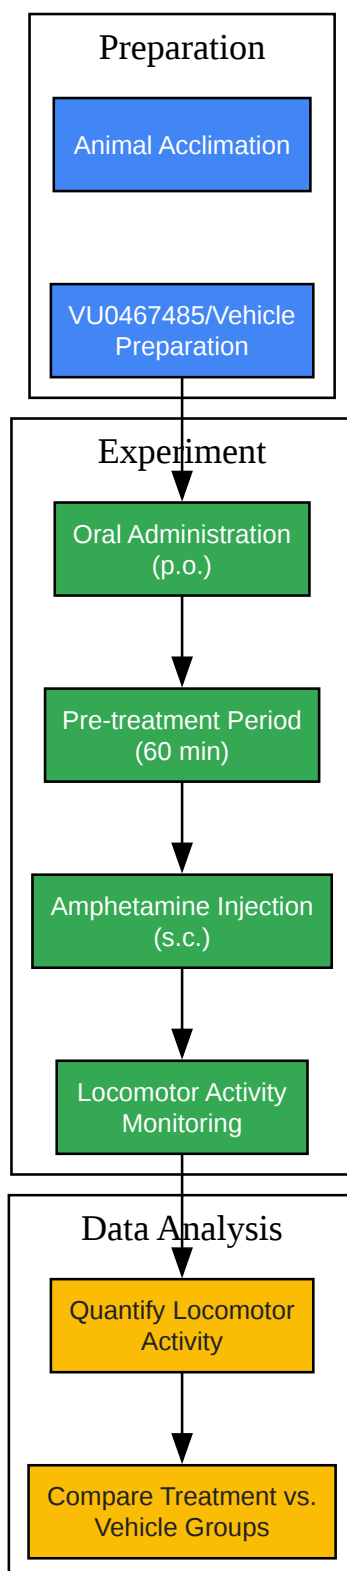 Preparation
Animal Acclimation
VU0467485/Vehicle
Preparation
Experiment
Oral Administration
(p.o.)
Pre-treatment Period
(60 min)
Amphetamine Injection
(s.c.)
Locomotor Activity
Monitoring
Data Analysis
Quantify Locomotor
Activity
Compare Treatment vs.
Vehicle Groups